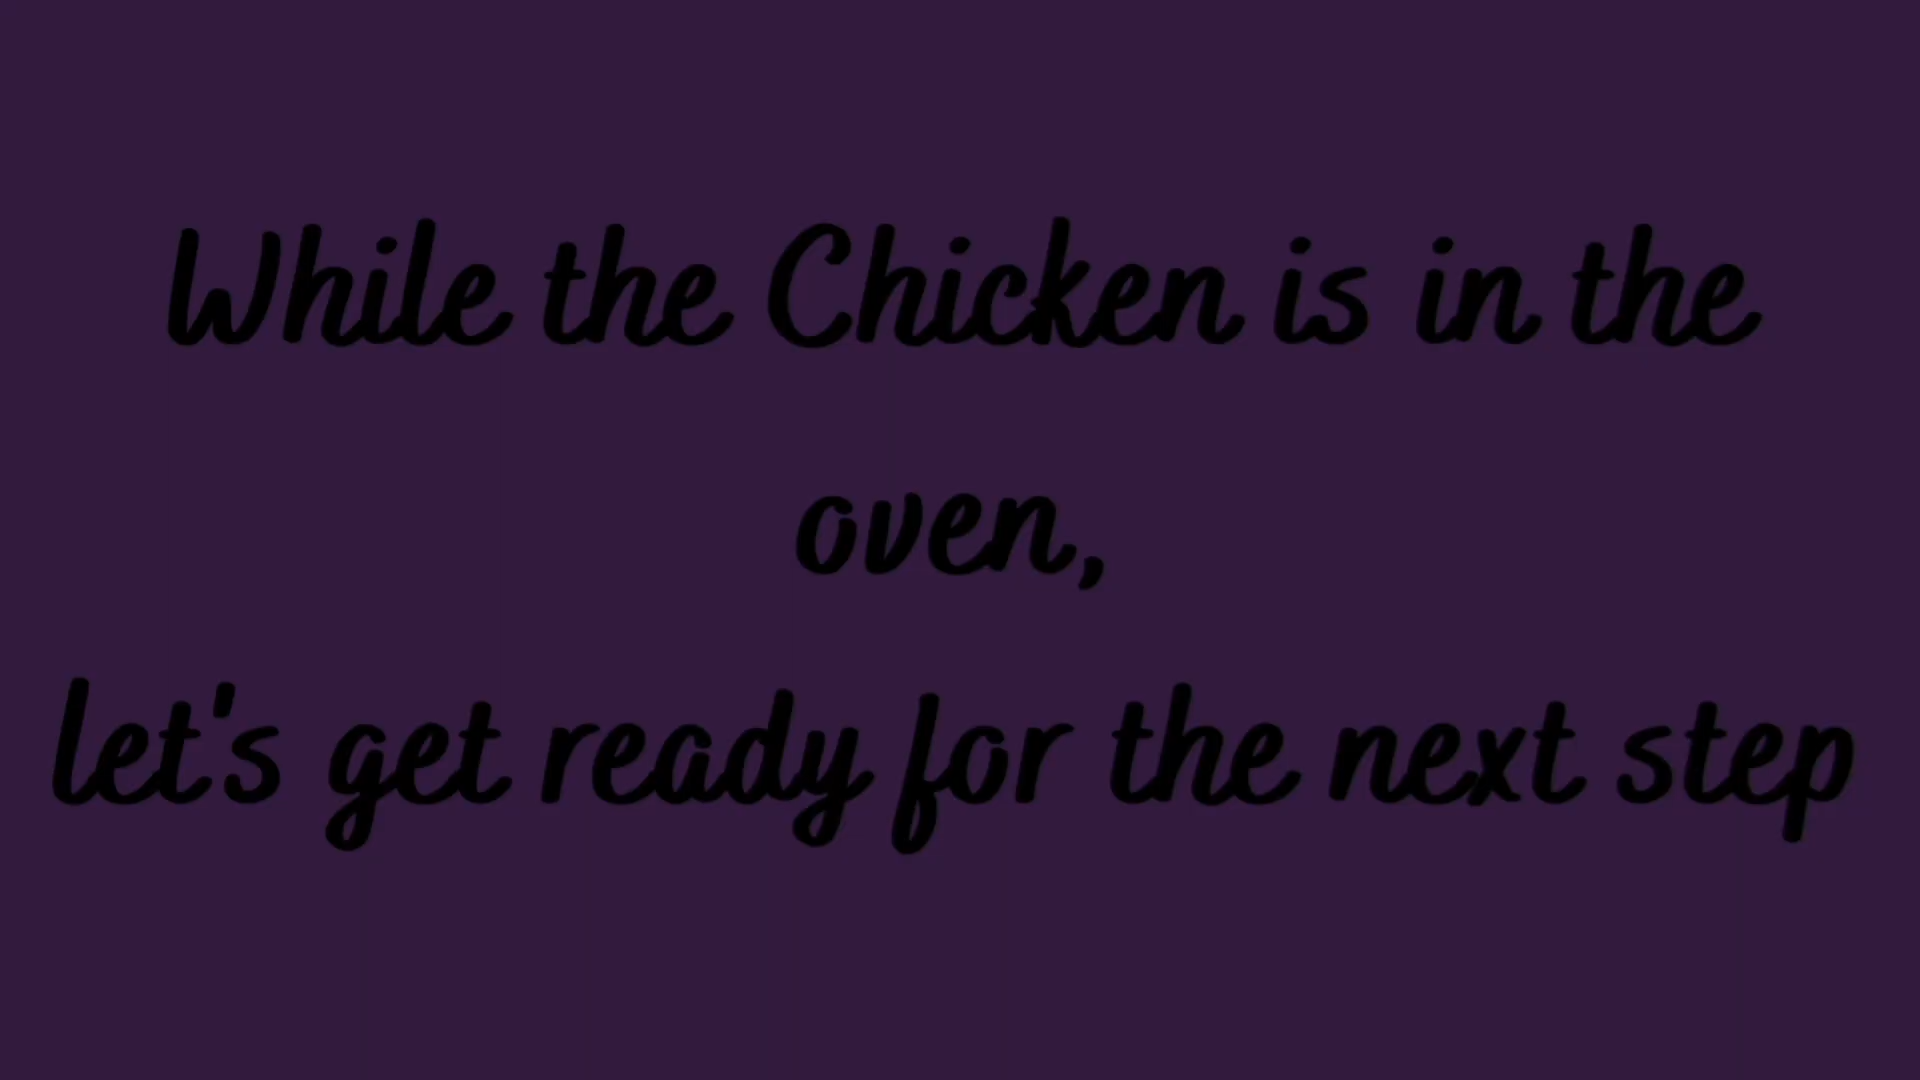 While the Chicken is in the
oven,
let's get ready for the next step